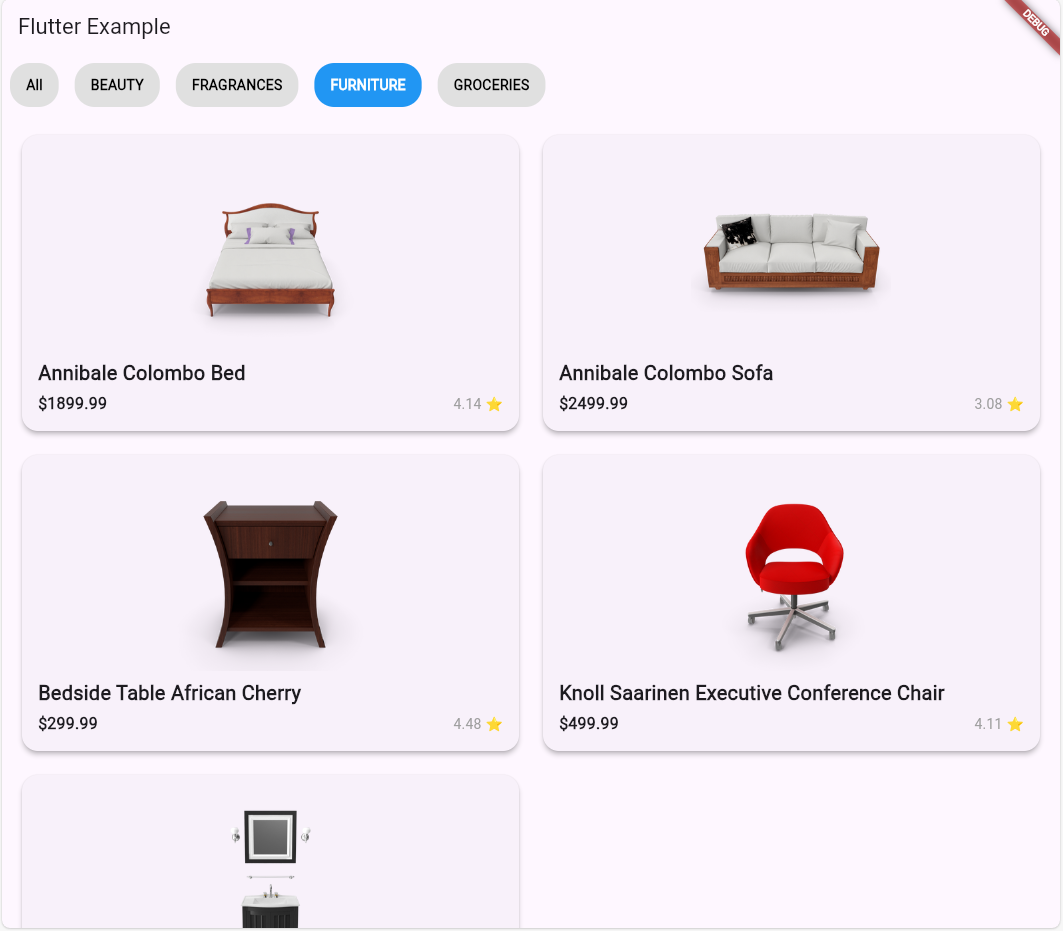 Flutter Example
DEBUG
All
BEAUTY
FRAGRANCES
FURNITURE
GROCERIES
Annibale Colombo Bed
$1899.99
4.14 ⭐
Annibale Colombo Sofa
$2499.99
3.08 ⭐
Bedside Table African Cherry
$299.99
4.48 ⭐
Knoll Saarinen Executive Conference Chair
$499.99
4.11 ⭐